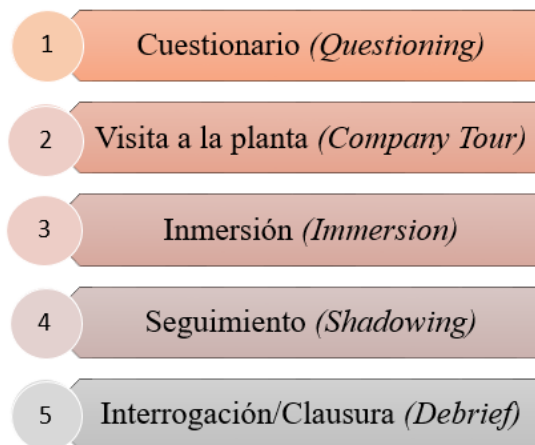 1 Cuestionario (Questioning)
2 Visita a la planta (Company Tour)
3 Inmersión (Immersion)
4 Seguimiento (Shadowing)
5 Interrogación/Clausura (Debrief)